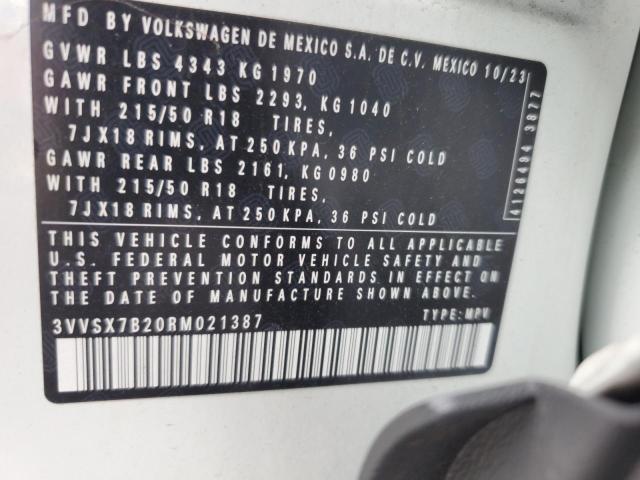 MFD BY VOLKSWAGEN DE MEXICO S.A. DE C.V. MEXICO 10/23
GVWR LBS 4343 KG 1970
GAWR FRONT LBS 2293, KG 1040
WITH 215/50 R18 TIRES,
7JX18 RIMS, AT 250 KPA, 36 PSI COLD
GAWR REAR LBS 2161, KG 0980
WITH 215/50 R18 TIRES,
7JX18 RIMS, AT 250 KPA, 36 PSI COLD
THIS VEHICLE CONFORMS TO ALL APPLICABLE
U.S. FEDERAL MOTOR VEHICLE SAFETY AND
THEFT PREVENTION STANDARDS IN EFFECT ON
THE DATE OF MANUFACTURE SHOWN ABOVE.
3VVSX7B20RM021387 TYPE: MPV
4126494 3877